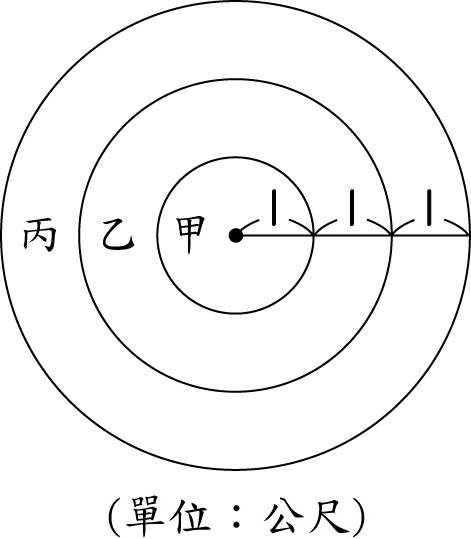 1 1 1
丙 乙 甲
(單位：公尺)